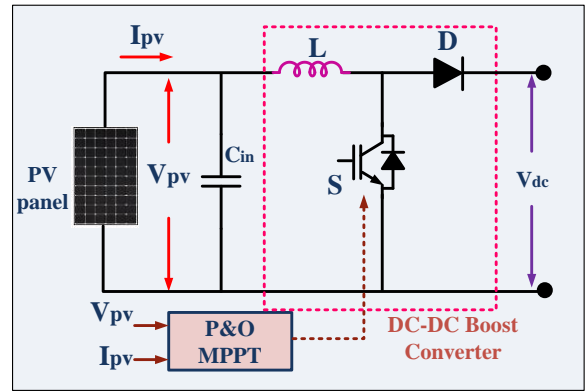 Ipv
L
D
PV
panel
Vpv
Cin
S
Vdc
Vpv
Ipv
P&O
MPPT
DC-DC Boost
Converter